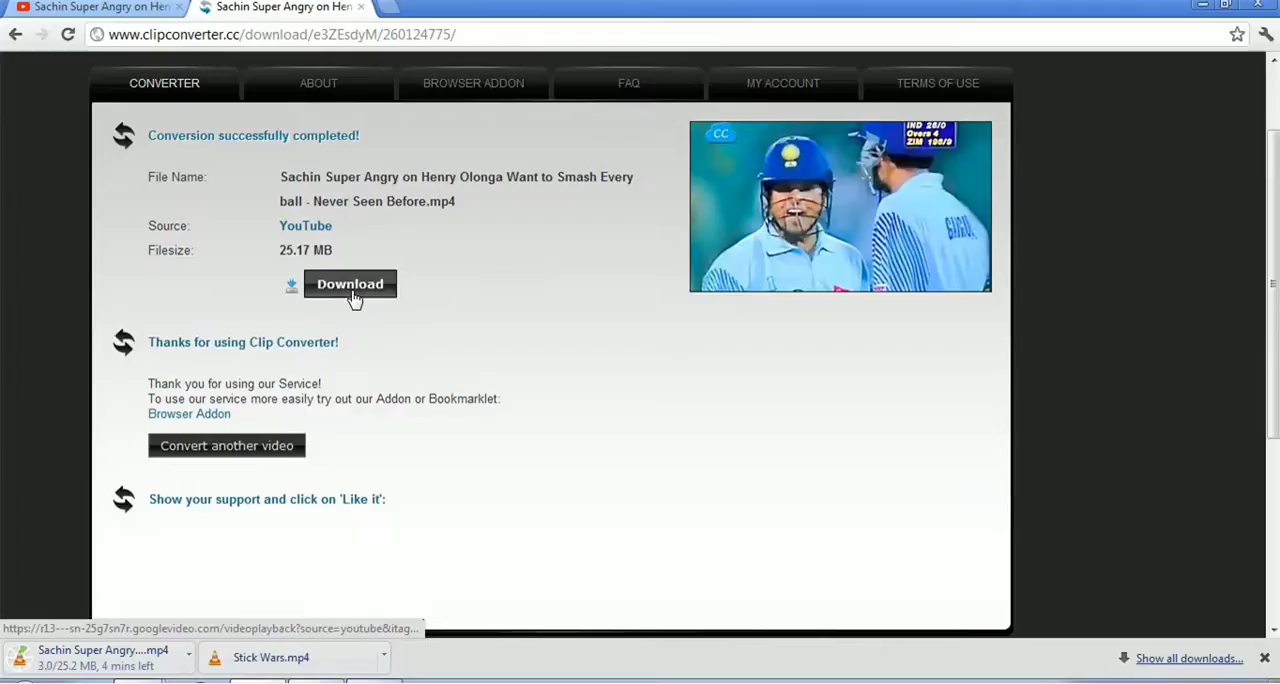 Sachin Super Angry on Hen
Sachin Super Angry on Hen
www.clipconverter.cc/download/e3ZEsdyM/260124775/
CONVERTER
ABOUT
BROWSER ADDON
FAQ
MY ACCOUNT
TERMS OF USE
Conversion successfully completed!
File Name:
Sachin Super Angry on Henry Olonga Want to Smash Every
ball - Never Seen Before.mp4
Source:
YouTube
Filesize:
25.17 MB
Download
CC
IND 26/0
Overs 4
ZIM 196/9
Thanks for using Clip Converter!
Thank you for using our Service!
To use our service more easily try out our Addon or Bookmarklet:
Browser Addon
Convert another video
Show your support and click on 'Like it':
https://r13---sn-25g7sn7r.googlevideo.com/videoplayback?source=youtube&itag...
Sachin Super Angry....mp4
3.0/25.2 MB, 4 mins left
Stick Wars.mp4
Show all downloads...